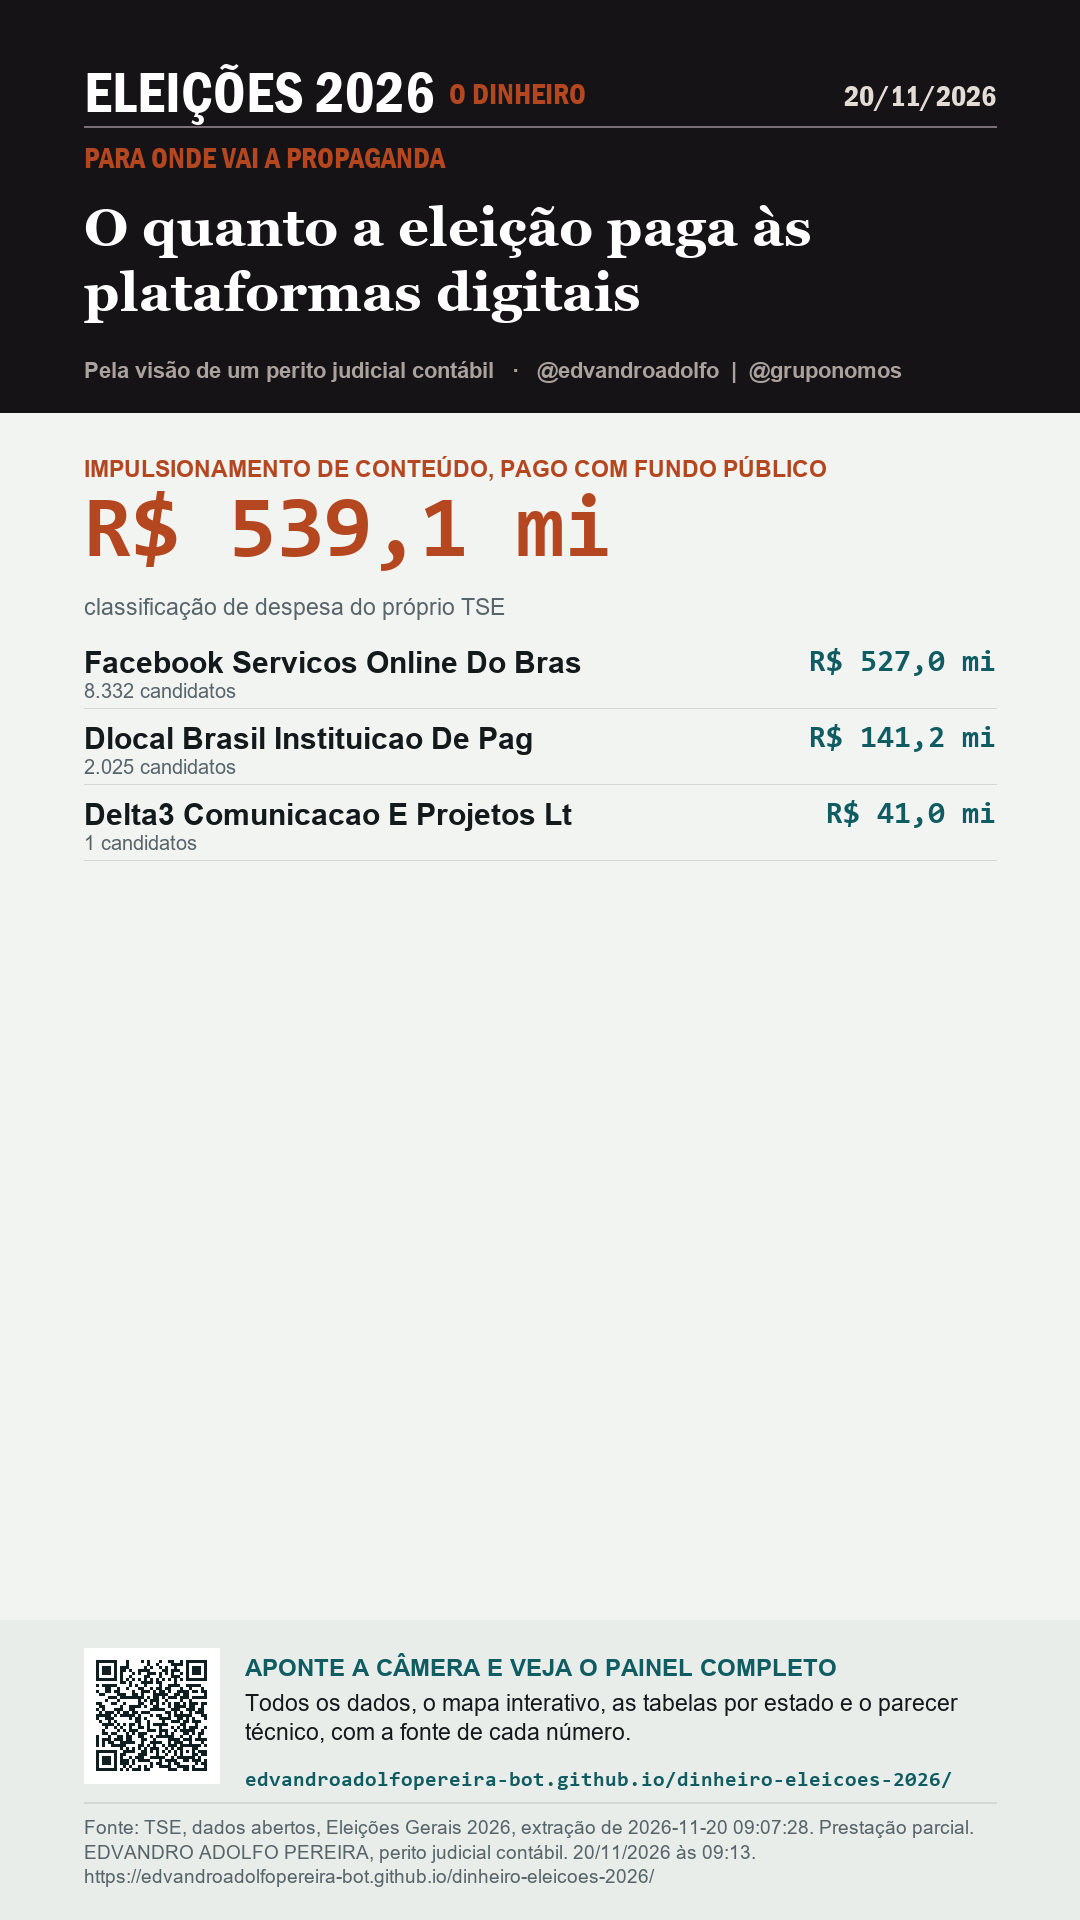 ELEIÇÕES 2026 O DINHEIRO 20/11/2026
PARA ONDE VAI A PROPAGANDA
O quanto a eleição paga às
plataformas digitais
Pela visão de um perito judicial contábil · @edvandroadolfo | @gruponomos
IMPULSIONAMENTO DE CONTEÚDO, PAGO COM FUNDO PÚBLICO
R$ 539,1 mi
classificação de despesa do próprio TSE
Facebook Servicos Online Do Bras R$ 527,0 mi
8.332 candidatos
Dlocal Brasil Instituicao De Pag R$ 141,2 mi
2.025 candidatos
Delta3 Comunicacao E Projetos Lt R$ 41,0 mi
1 candidatos
APONTE A CÂMERA E VEJA O PAINEL COMPLETO
Todos os dados, o mapa interativo, as tabelas por estado e o parecer
técnico, com a fonte de cada número.
edvandroadolfopereira-bot.github.io/dinheiro-eleicoes-2026/
Fonte: TSE, dados abertos, Eleições Gerais 2026, extração de 2026-11-20 09:07:28. Prestação parcial.
EDVANDRO ADOLFO PEREIRA, perito judicial contábil. 20/11/2026 às 09:13.
https://edvandroadolfopereira-bot.github.io/dinheiro-eleicoes-2026/